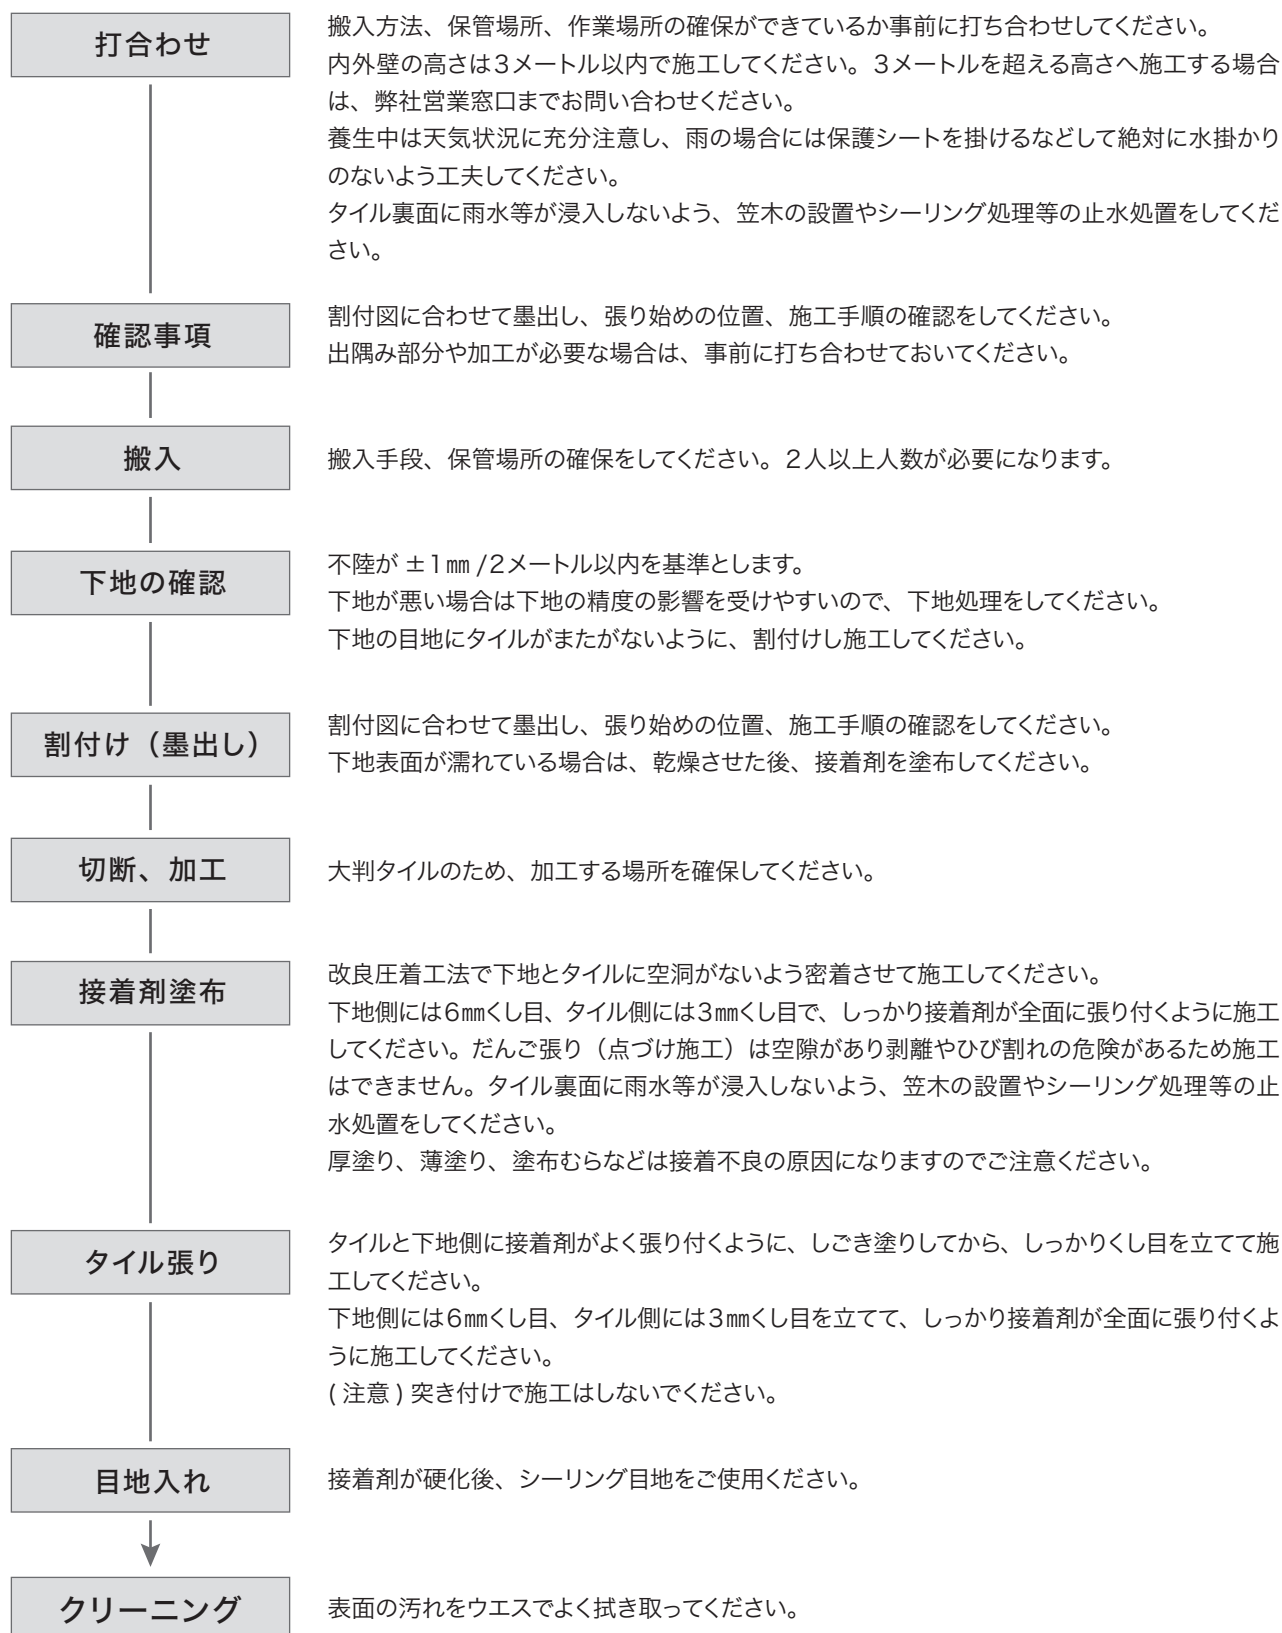 打合わせ
搬入方法、保管場所、作業場所の確保ができているか事前に打ち合わせしてください。
内外壁の高さは3メートル以内で施工してください。3メートルを超える高さへ施工する場合
は、弊社営業窓口までお問い合わせください。
養生中は天気状況に充分注意し、雨の場合には保護シートを掛けるなどして絶対に水掛かり
のないよう工夫してください。
タイル裏面に雨水等が浸入しないよう、笠木の設置やシーリング処理等の止水処置をしてくだ
さい。
確認事項
割付図に合わせて墨出し、張り始めの位置、施工手順の確認をしてください。
出隅み部分や加工が必要な場合は、事前に打ち合わせておいてください。
搬入
搬入手段、保管場所の確保をしてください。2人以上人数が必要になります。
下地の確認
不陸が ±1㎜ /2メートル以内を基準とします。
下地が悪い場合は下地の精度の影響を受けやすいので、下地処理をしてください。
下地の目地にタイルがまたがないように、割付けし施工してください。
割付け（墨出し）
割付図に合わせて墨出し、張り始めの位置、施工手順の確認をしてください。
下地表面が濡れている場合は、乾燥させた後、接着剤を塗布してください。
切断、加工
大判タイルのため、加工する場所を確保してください。
接着剤塗布
改良圧着工法で下地とタイルに空洞がないよう密着させて施工してください。
下地側には6㎜くし目、タイル側には3㎜くし目で、しっかり接着剤が全面に張り付くように施工
してください。だんご張り（点づけ施工）は空隙があり剥離やひび割れの危険があるため施工
はできません。タイル裏面に雨水等が浸入しないよう、笠木の設置やシーリング処理等の止
水処置をしてください。
厚塗り、薄塗り、塗布むらなどは接着不良の原因になりますのでご注意ください。
タイル張り
タイルと下地側に接着剤がよく張り付くように、しごき塗りしてから、しっかりくし目を立てて施
工してください。
下地側には6㎜くし目、タイル側には3㎜くし目を立てて、しっかり接着剤が全面に張り付くよ
うに施工してください。
( 注意 ) 突き付けで施工はしないでください。
目地入れ
接着剤が硬化後、シーリング目地をご使用ください。
クリーニング
表面の汚れをウエスでよく拭き取ってください。